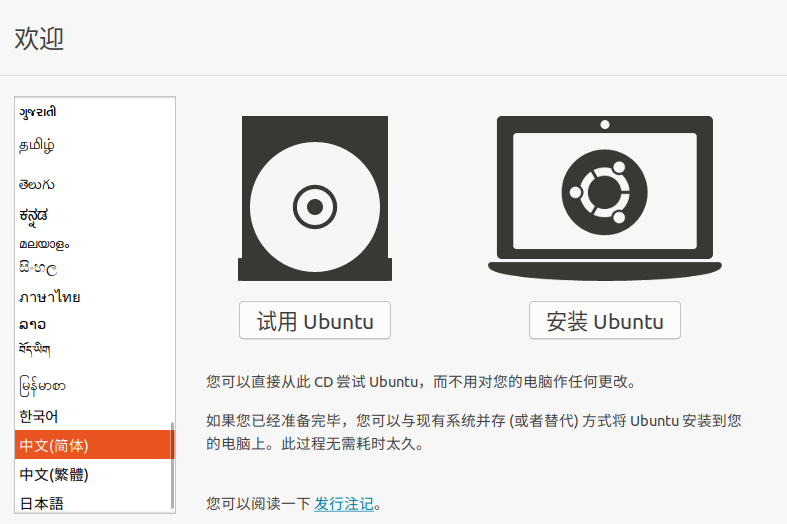 欢迎
ગુજરાતી
தமிழ்
తెలుగు
ಕನ್ನಡ
മലയാളം
සිංහල
ภาษาไทย
ລາວ
བོད་ཡིག
မြန်မာစာ
한국어
中文(简体)
中文(繁體)
日本語
试用 Ubuntu
安装 Ubuntu
您可以直接从此 CD 尝试 Ubuntu，而不用对您的电脑作任何更改。
如果您已经准备完毕，您可以与现有系统并存 (或者替代) 方式将 Ubuntu 安装到您
的电脑上。此过程无需耗时太久。
您可以阅读一下 发行注记。